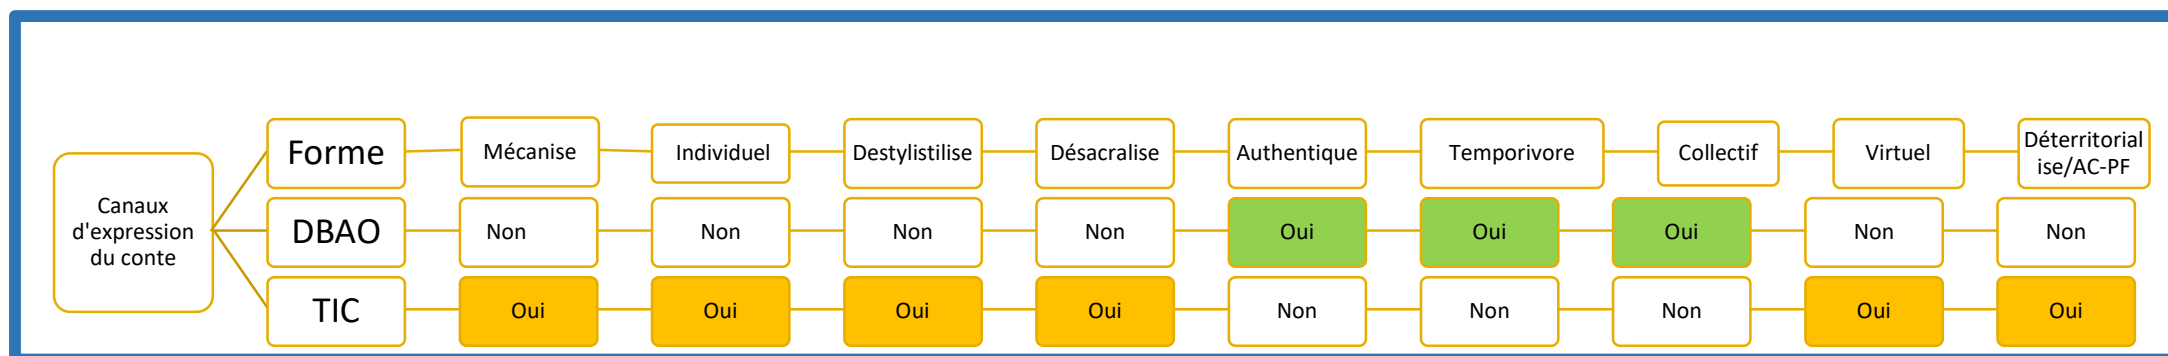 Canaux
d'expression
du conte
Forme
Mécanise
Individuel
Destylistilise
Désacralise
Authentique
Temporivore
Collectif
Virtuel
Déterritorial
ise/AC-PF
DBAO
Non
Non
Non
Non
Oui
Oui
Oui
Non
Non
TIC
Oui
Oui
Oui
Oui
Non
Non
Non
Oui
Oui